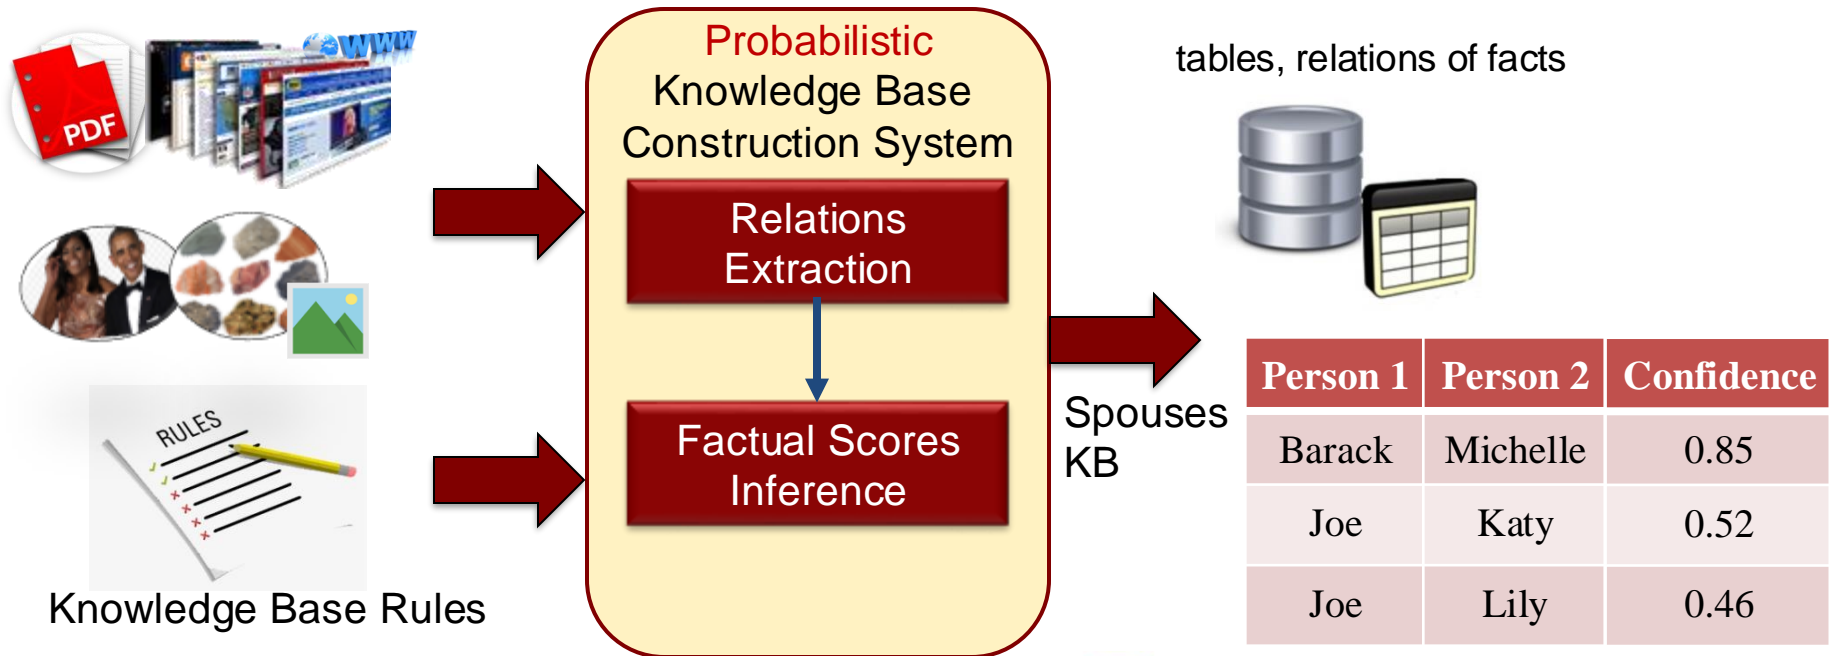 PDF
WWW
RULES
Knowledge Base Rules
Probabilistic
Knowledge Base
Construction System
Relations
Extraction
Factual Scores
Inference
Spouses
KB
tables, relations of facts
Person 1 Person 2 Confidence
Barack Michelle 0.85
Joe Katy 0.52
Joe Lily 0.46